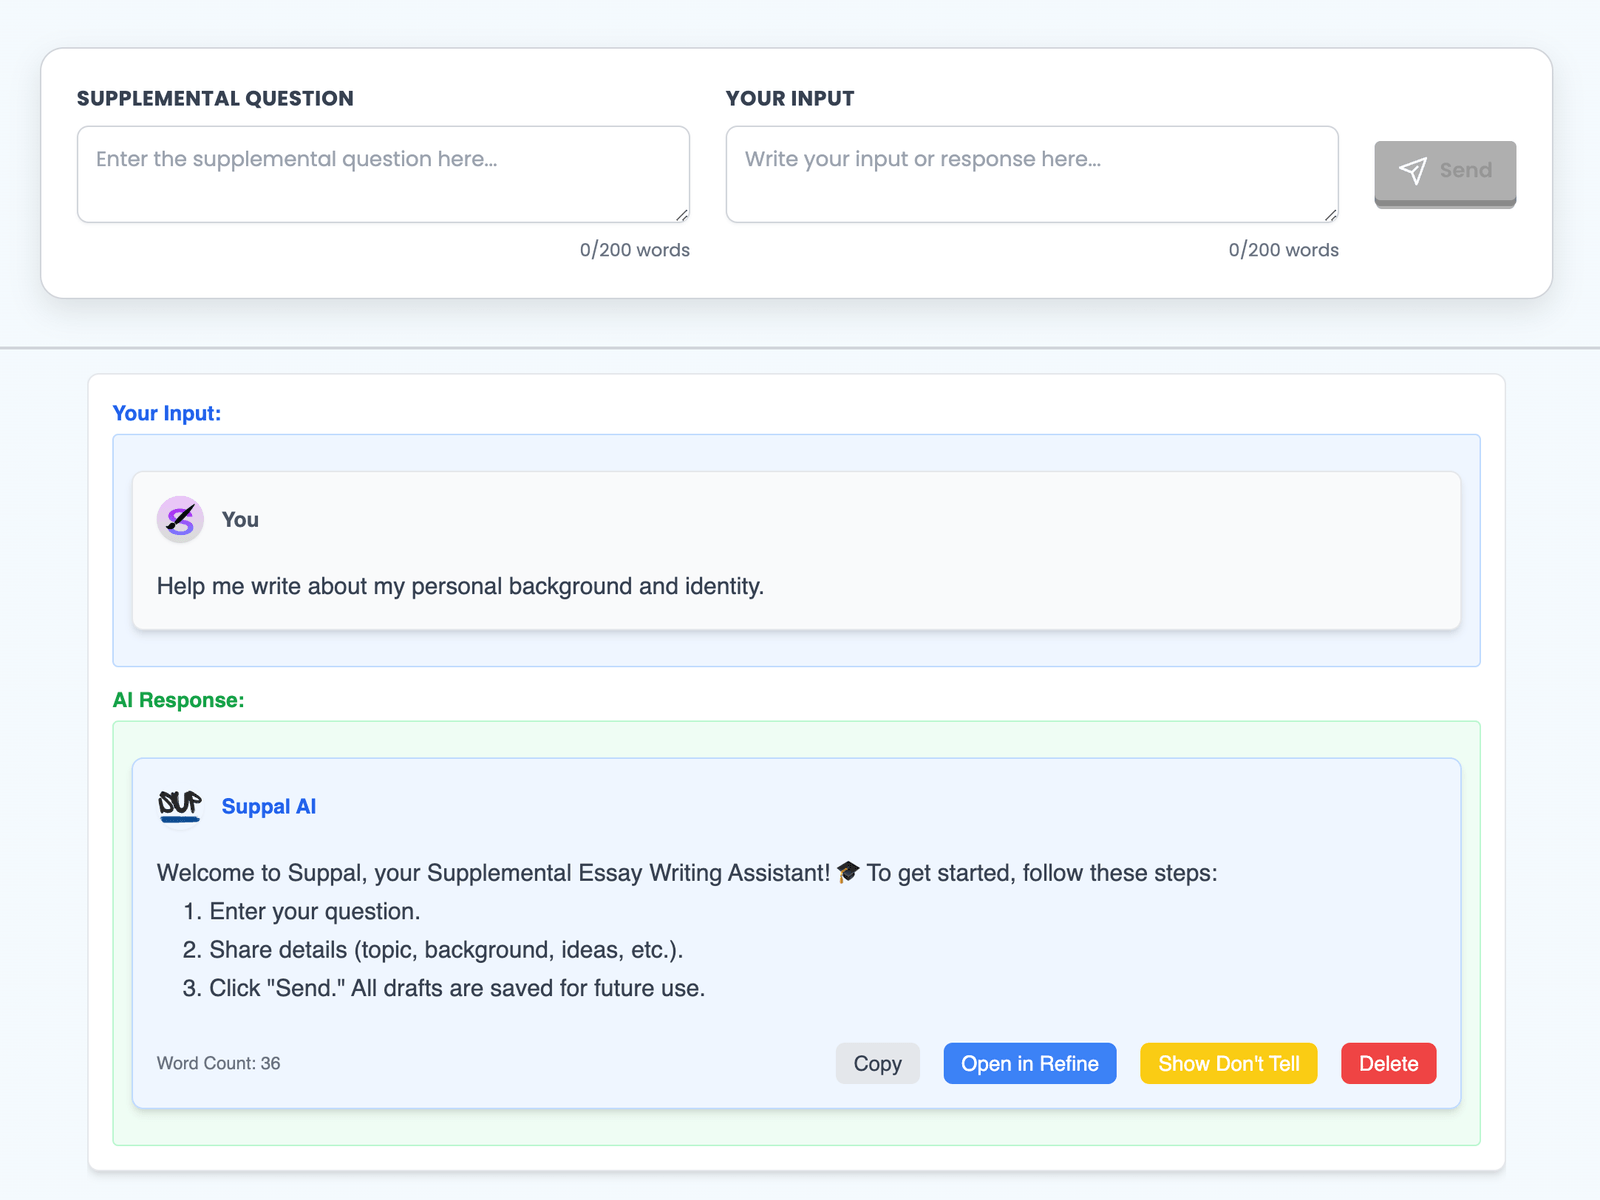 SUPPLEMENTAL QUESTION
YOUR INPUT
Enter the supplemental question here...
Write your input or response here...
Send
0/200 words
0/200 words
Your Input:
S
You
Help me write about my personal background and identity.
AI Response:
SUP
Suppal AI
Welcome to Suppal, your Supplemental Essay Writing Assistant! 🎓 To get started, follow these steps:
1. Enter your question.
2. Share details (topic, background, ideas, etc.).
3. Click "Send." All drafts are saved for future use.
Word Count: 36
Copy
Open in Refine
Show Don't Tell
Delete